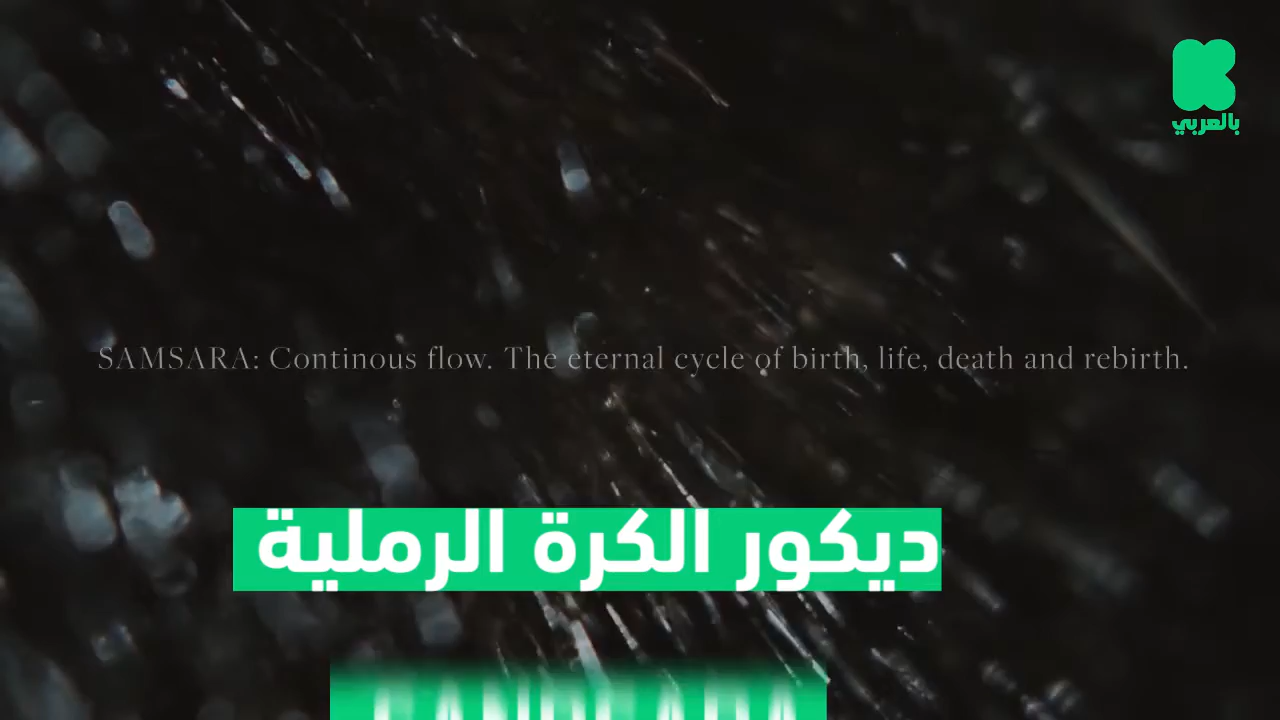 بالعربي
SAMSARA: Continous flow. The eternal cycle of birth, life, death and rebirth.
ديكور الكرة الرملية